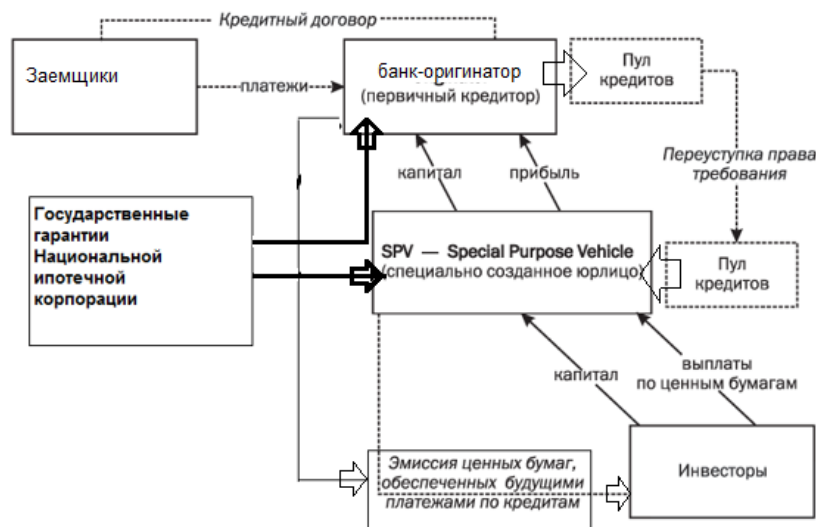 Кредитный договор
Заемщики
платежи
банк-оригинатор
(первичный кредитор)
Пул
кредитов
Переуступка права
требования
капитал
прибыль
Государственные
гарантии
Национальной
ипотечной
корпорации
SPV — Special Purpose Vehicle
(специально созданное юрлицо)
Пул
кредитов
капитал
выплаты
по ценным бумагам
Эмиссия ценных бумаг,
обеспеченных будущими
платежами по кредитам
Инвесторы